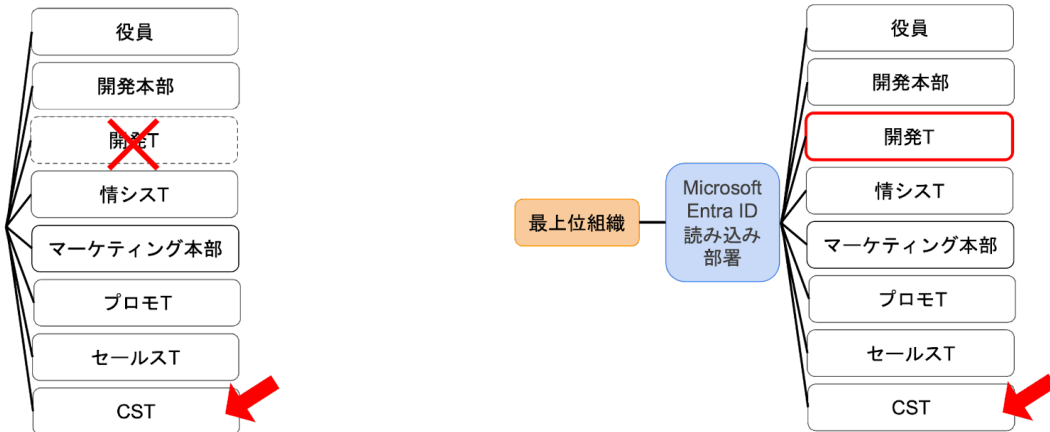 役員
開発本部
開発T
情シスT
マーケティング本部
プロモT
セールスT
CST
最上位組織
Microsoft
Entra ID
読み込み
部署
役員
開発本部
開発T
情シスT
マーケティング本部
プロモT
セールスT
CST